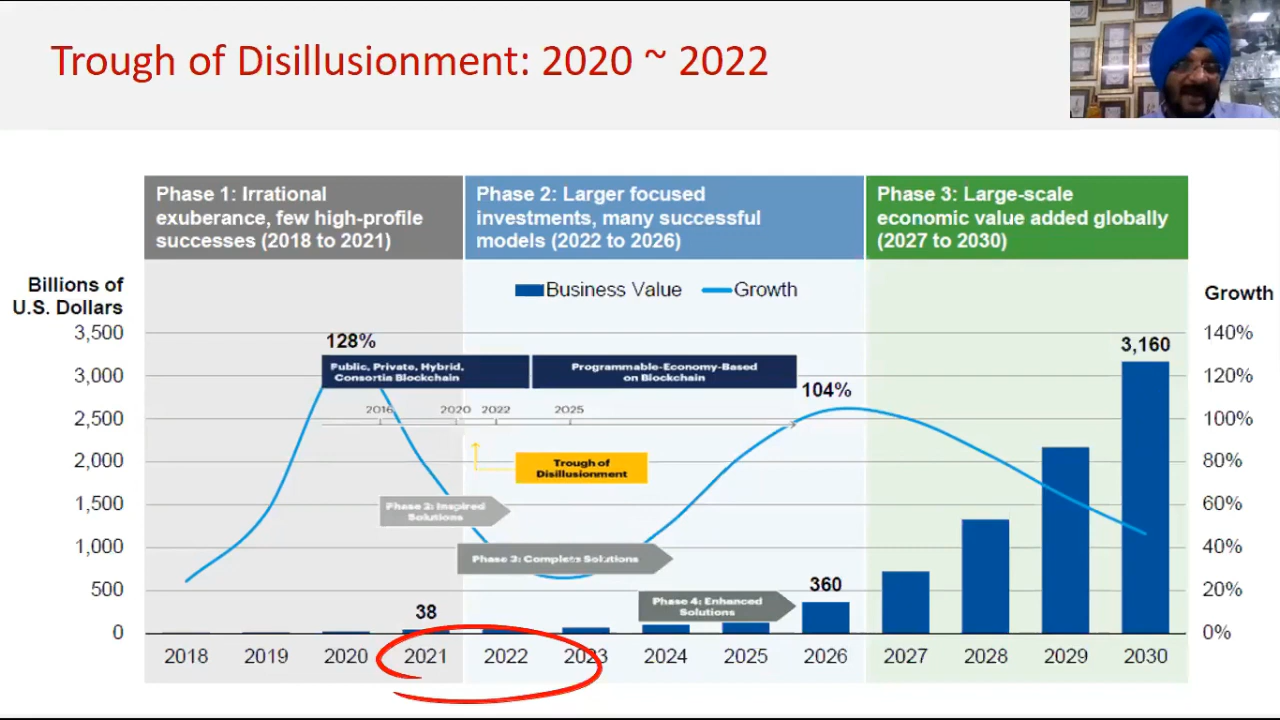 Trough of Disillusionment: 2020 ~ 2022
Phase 1: Irrational
exuberance, few high-profile
successes (2018 to 2021)
Phase 2: Larger focused
investments, many successful
models (2022 to 2026)
Phase 3: Large-scale
economic value added globally
(2027 to 2030)
Billions of
U.S. Dollars
Business Value
Growth
Growth
3,500
3,000
2,500
2,000
1,500
1,000
500
0
140%
120%
100%
80%
60%
40%
20%
0%
128%
Public, Private, Hybrid,
Consortia Blockchain
Programmable-Economy-Based
on Blockchain
2016
2020
2022
2025
104%
Trough of
Disillusionment
Phase 2: Inspired
Solutions
Phase 3: Complete Solutions
Phase 4: Enhanced
Solutions
38
360
3,160
2018
2019
2020
2021
2022
2023
2024
2025
2026
2027
2028
2029
2030